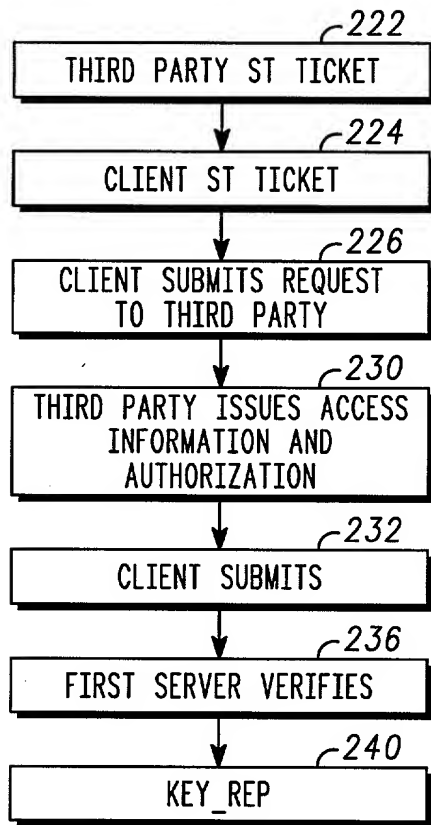 222
THIRD PARTY ST TICKET
224
CLIENT ST TICKET
226
CLIENT SUBMITS REQUEST
TO THIRD PARTY
230
THIRD PARTY ISSUES ACCESS
INFORMATION AND
AUTHORIZATION
232
CLIENT SUBMITS
236
FIRST SERVER VERIFIES
240
KEY_REP